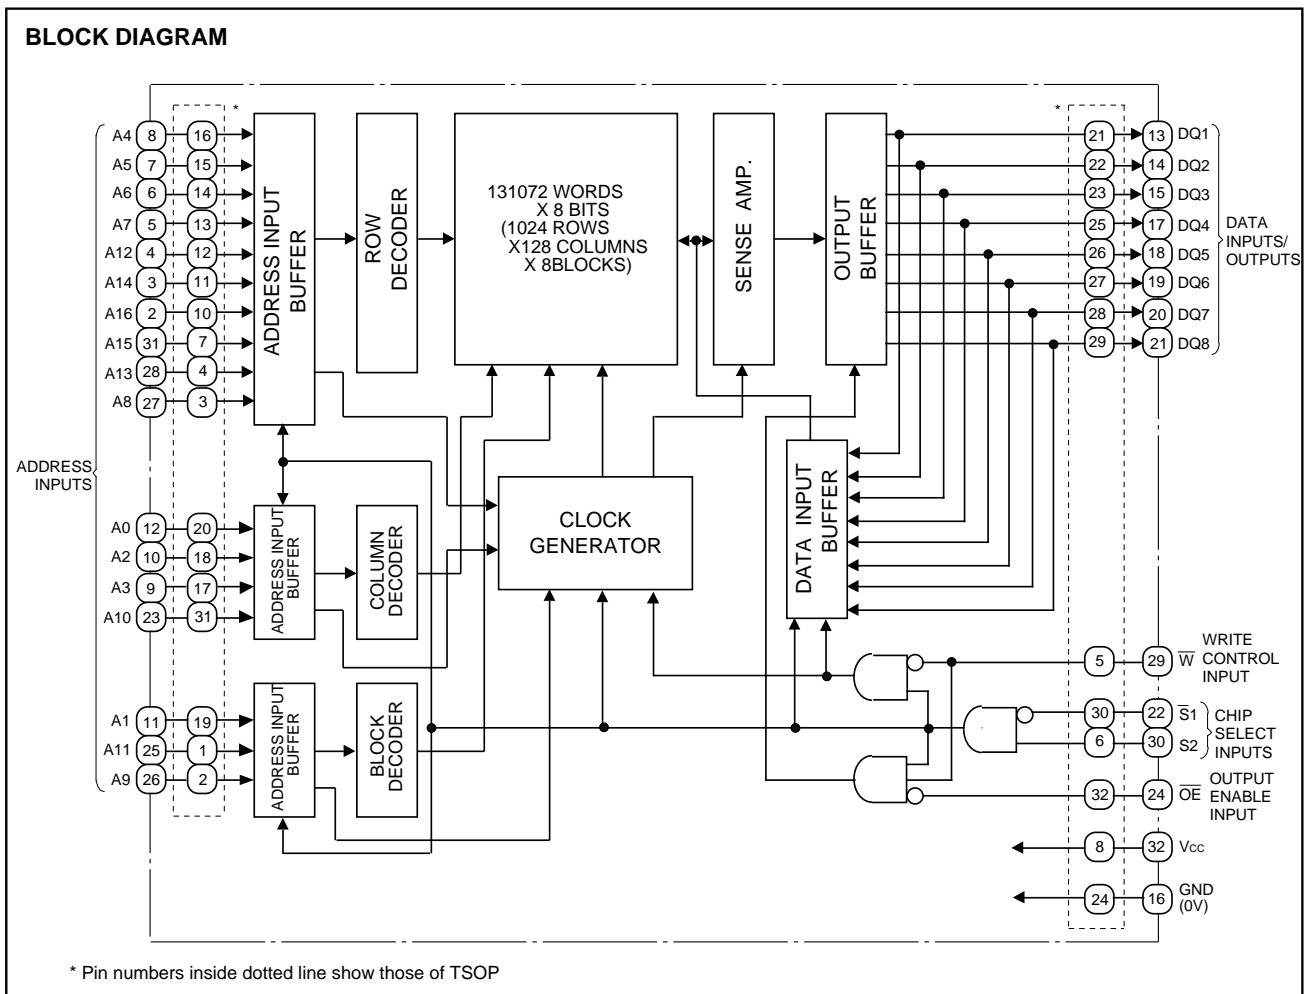 BLOCK DIAGRAM
*
*
A4 8 16
A5 7 15
A6 6 14
A7 5 13
A12 4 12
A14 3 11
A16 2 10
A15 31 7
A13 28 4
A8 27 3
ADDRESS
INPUTS
A0 12 20
A2 10 18
A3 9 17
A10 23 31
A1 11 19
A11 25 1
A9 26 2
ADDRESS INPUT
BUFFER
ROW
DECODER
131072 WORDS
X 8 BITS
(1024 ROWS
X128 COLUMNS
X 8BLOCKS)
SENSE AMP.
OUTPUT
BUFFER
ADDRESS INPUT
BUFFER
COLUMN
DECODER
CLOCK
GENERATOR
DATA INPUT
BUFFER
ADDRESS INPUT
BUFFER
BLOCK
DECODER
21 13 DQ1
22 14 DQ2
23 15 DQ3
25 17 DQ4
26 18 DQ5
27 19 DQ6
28 20 DQ7
29 21 DQ8
DATA
INPUTS/
OUTPUTS
5 29 W̅
WRITE
CONTROL
INPUT
30 22 S̅1
6 30 S2
CHIP
SELECT
INPUTS
32 24 O̅E̅
OUTPUT
ENABLE
INPUT
8 32 Vcc
24 16 GND
(0V)
* Pin numbers inside dotted line show those of TSOP